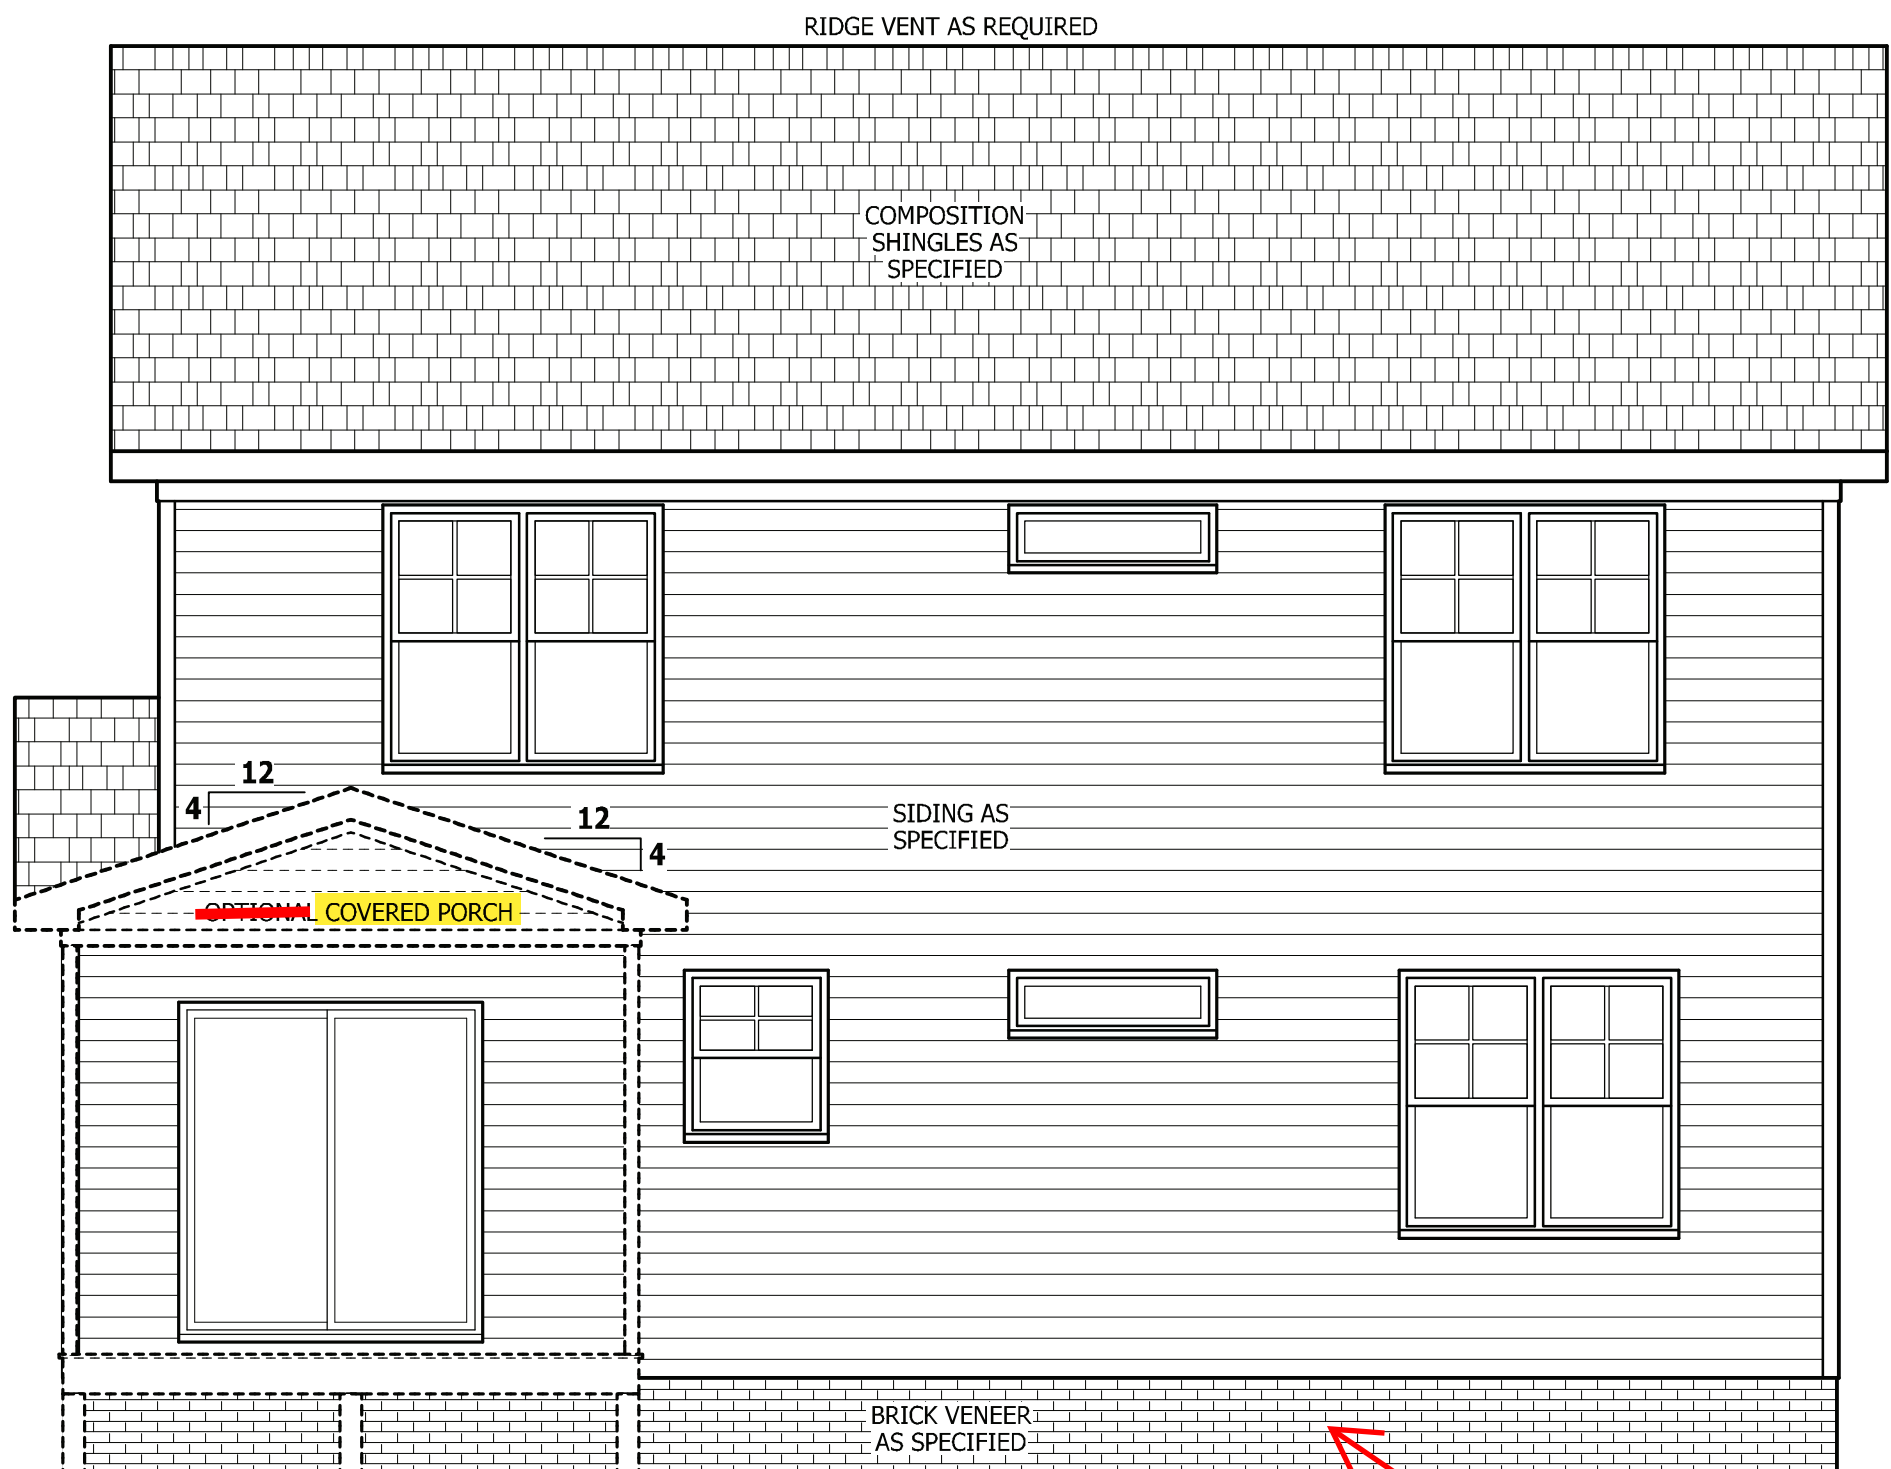 RIDGE VENT AS REQUIRED
COMPOSITION
SHINGLES AS
SPECIFIED
12
4
12
4
SIDING AS
SPECIFIED
OPTIONAL COVERED PORCH
BRICK VENEER
AS SPECIFIED